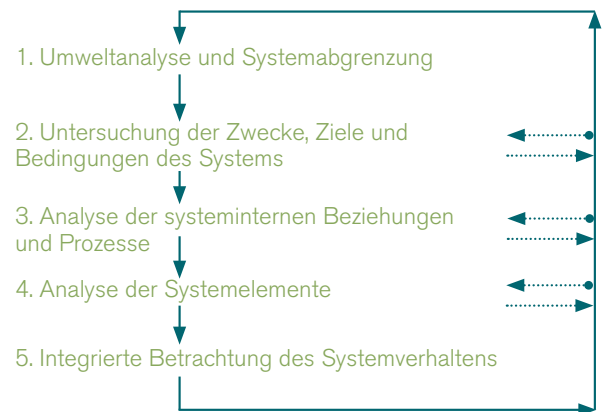 1. Umweltanalyse und Systemabgrenzung
2. Untersuchung der Zwecke, Ziele und
Bedingungen des Systems
3. Analyse der systeminternen Beziehungen
und Prozesse
4. Analyse der Systemelemente
5. Integrierte Betrachtung des Systemverhaltens